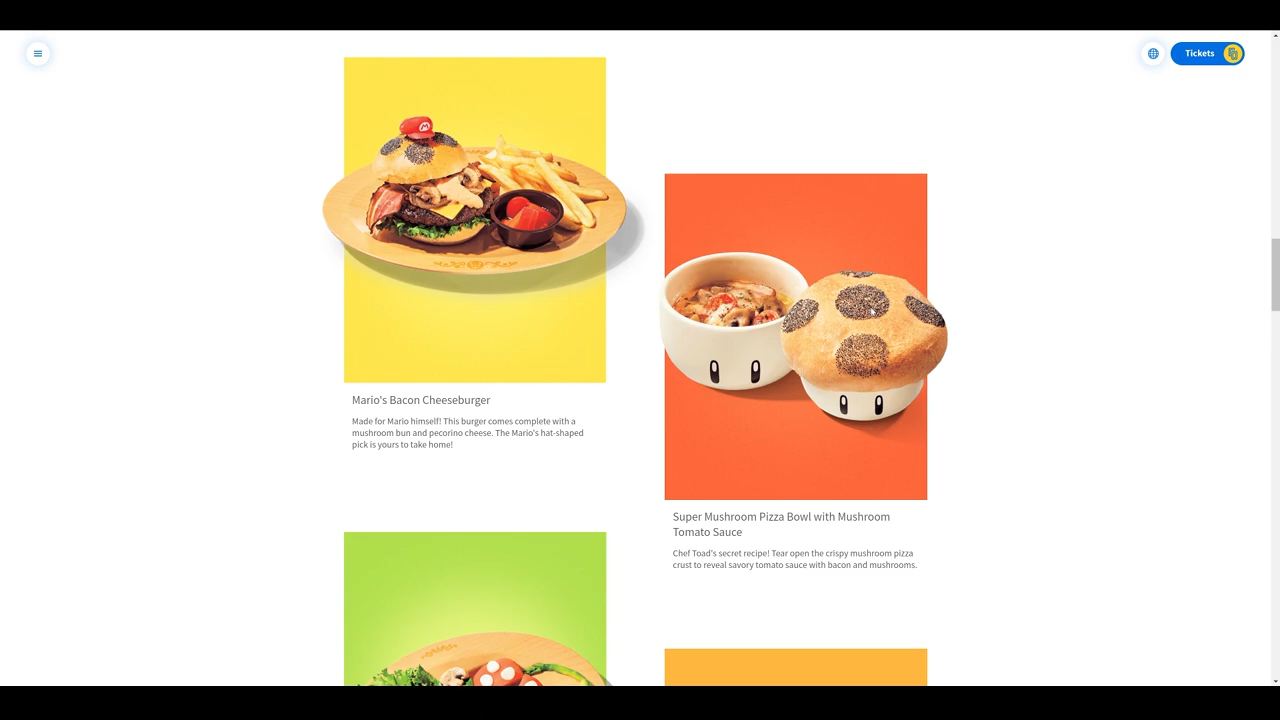 Tickets
Mario's Bacon Cheeseburger
Made for Mario himself! This burger comes complete with a
mushroom bun and pecorino cheese. The Mario's hat-shaped
pick is yours to take home!
Super Mushroom Pizza Bowl with Mushroom
Tomato Sauce
Chef Toad's secret recipe! Tear open the crispy mushroom pizza
crust to reveal savory tomato sauce with bacon and mushrooms.